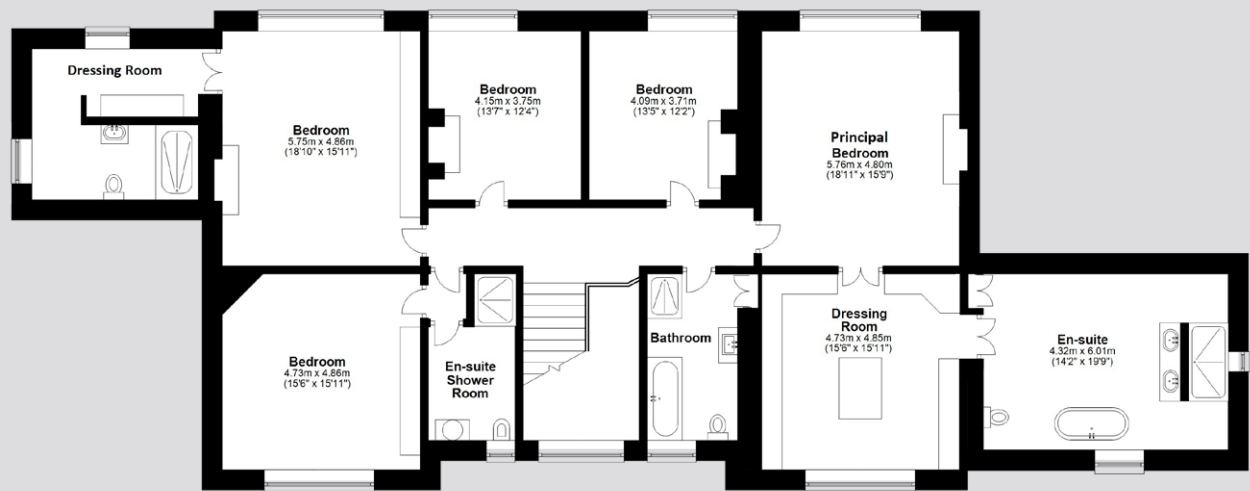 Dressing Room
Bedroom
5.75m x 4.86m
(18'10" x 15'11")
Bedroom
4.15m x 3.75m
(13'7" x 12'4")
Bedroom
4.09m x 3.71m
(13'5" x 12'2")
Principal
Bedroom
5.76m x 4.80m
(18'11" x 15'9")
Bedroom
4.73m x 4.86m
(15'6" x 15'11")
En-suite
Shower
Room
Bathroom
Dressing
Room
4.73m x 4.85m
(15'6" x 15'11")
En-suite
4.32m x 6.01m
(14'2" x 19'9")